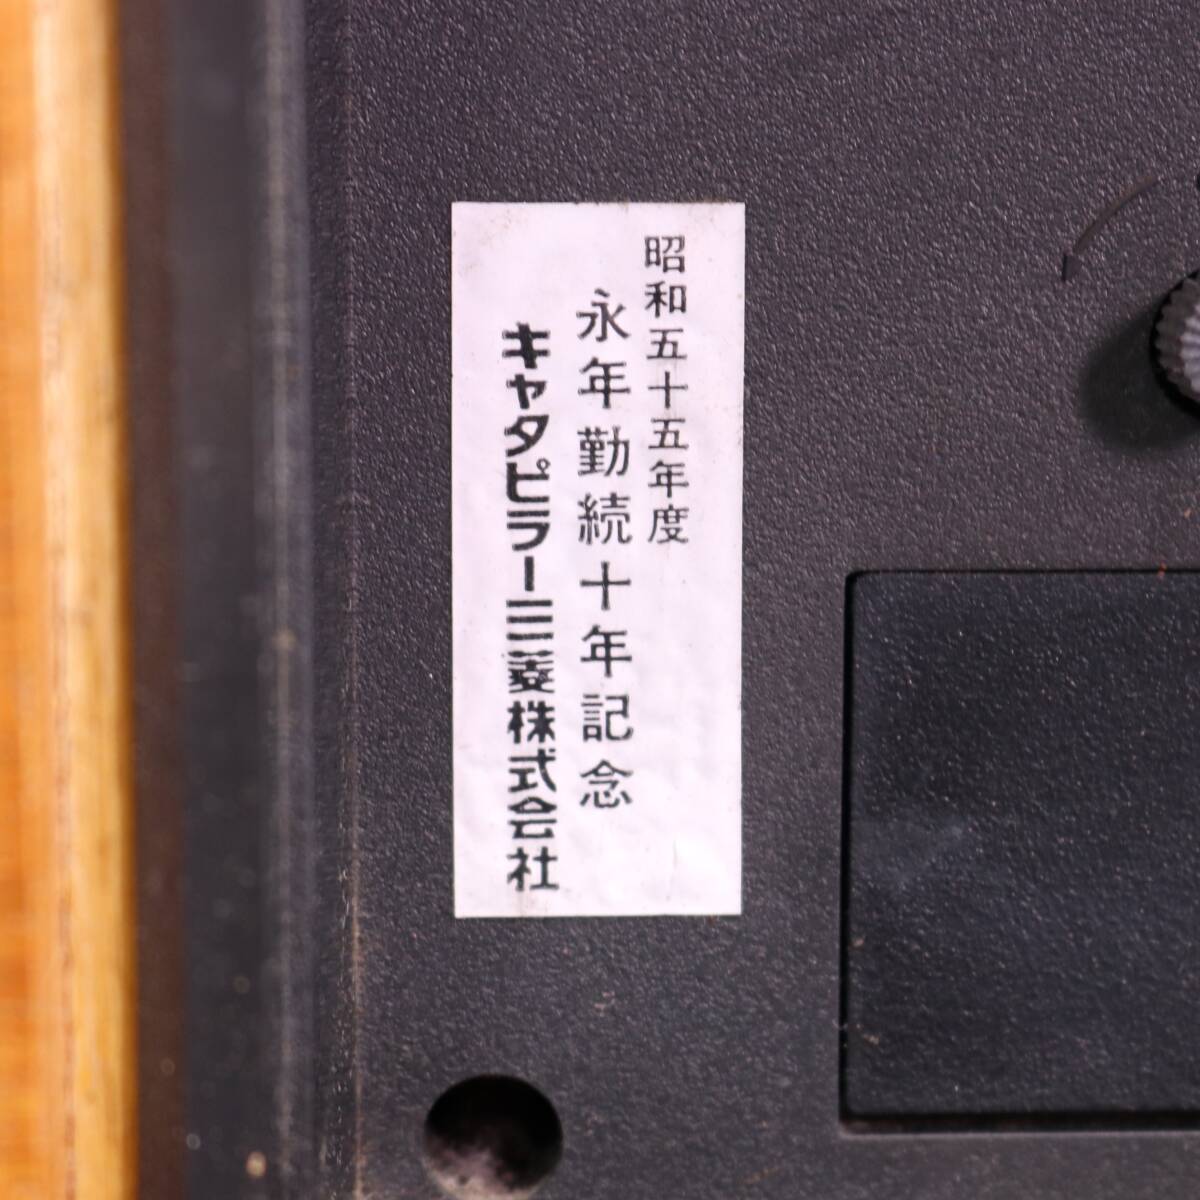 昭和五十五年度
永年勤続十年記念
キャタピラー三菱株式会社